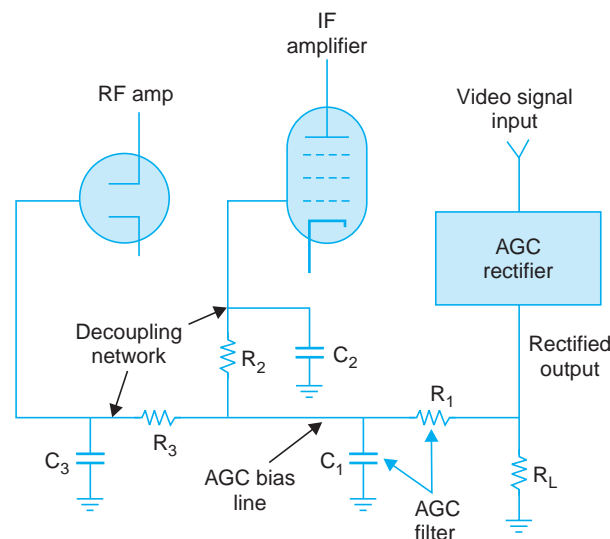 IF
amplifier
RF amp
Video signal
input
AGC
rectifier
Decoupling
network
R2
C2
Rectified
output
R1
R3
C3
AGC bias
line
C1
AGC
filter
RL